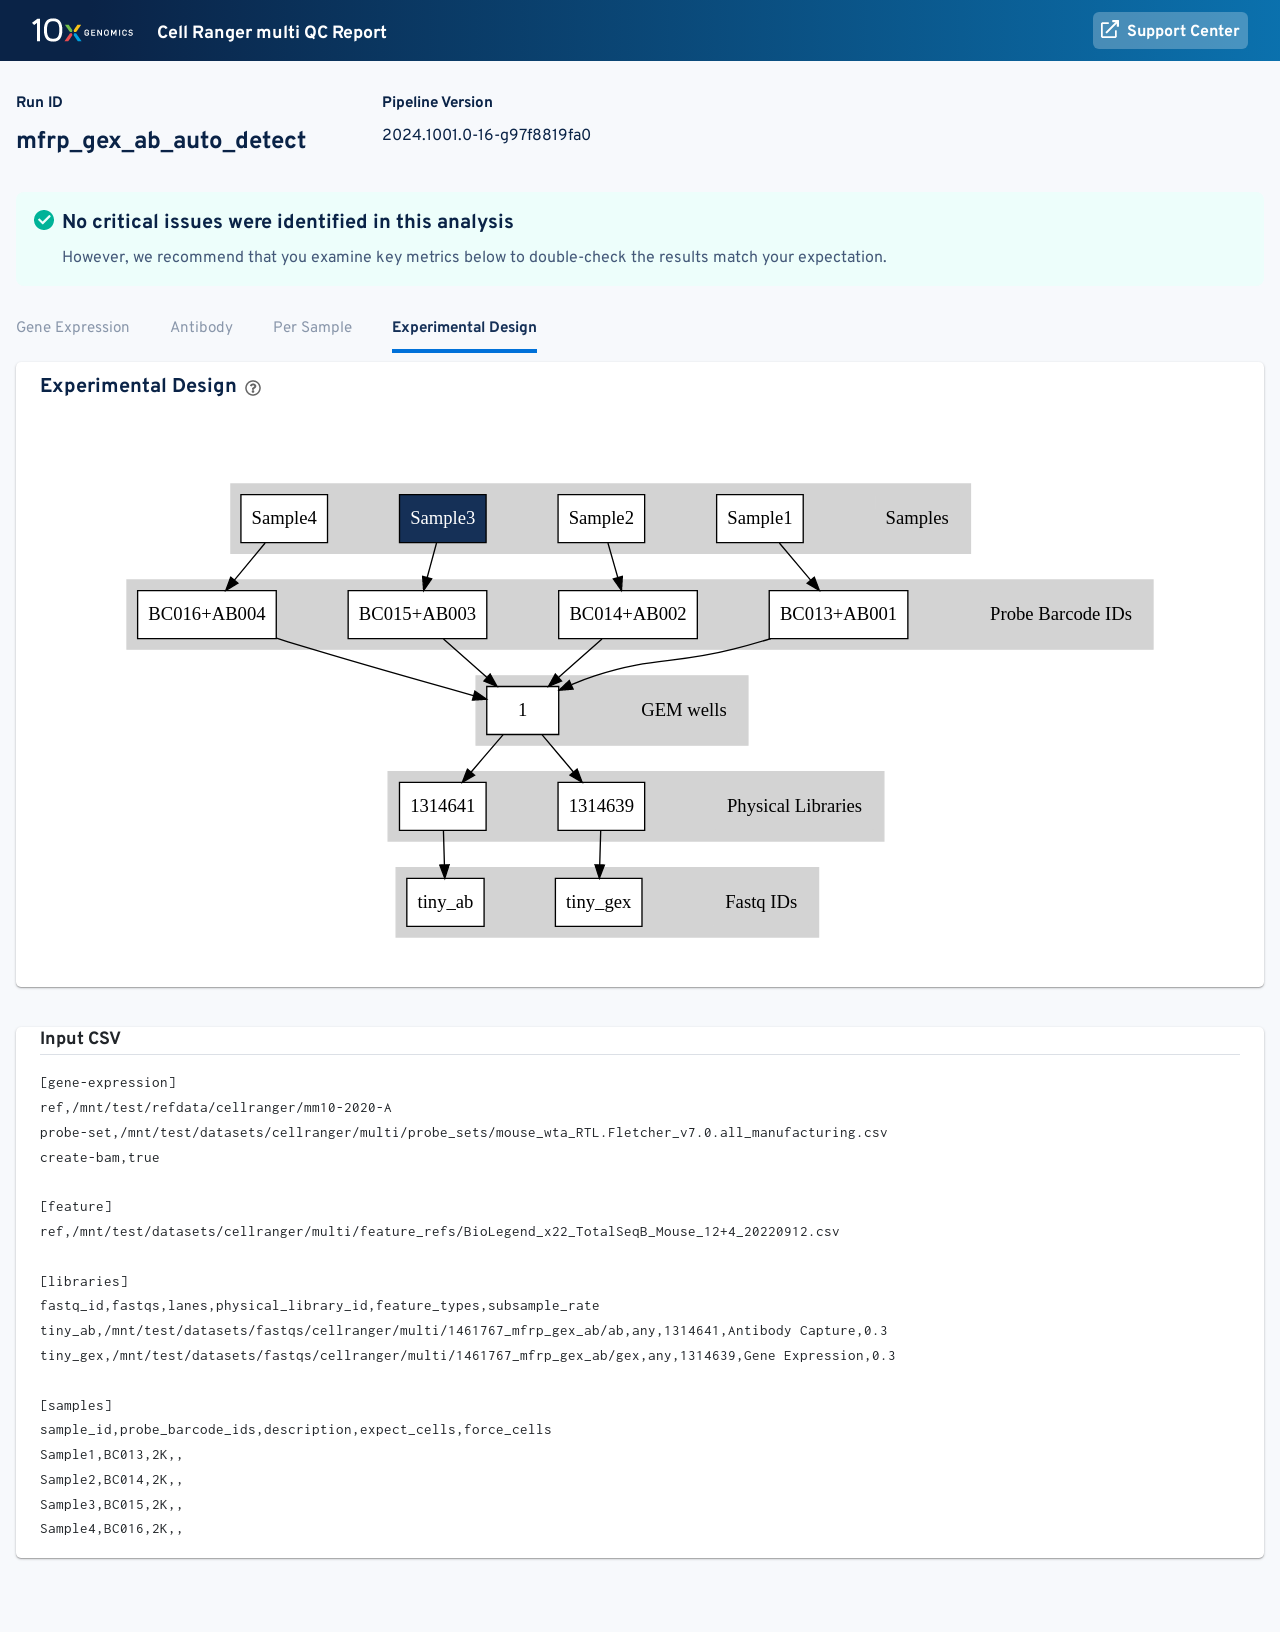 10x GENOMICS Cell Ranger multi QC Report Support Center
Run ID Pipeline Version
mfrp_gex_ab_auto_detect 2024.1001.0-16-g97f8819fa0
No critical issues were identified in this analysis
However, we recommend that you examine key metrics below to double-check the results match your expectation.
Gene Expression Antibody Per Sample Experimental Design
Experimental Design ?
Sample4 Sample3 Sample2 Sample1 Samples
BC016+AB004 BC015+AB003 BC014+AB002 BC013+AB001 Probe Barcode IDs
1 GEM wells
1314641 1314639 Physical Libraries
tiny_ab tiny_gex Fastq IDs
Input CSV
[gene-expression]
ref,/mnt/test/refdata/cellranger/mm10-2020-A
probe-set,/mnt/test/datasets/cellranger/multi/probe_sets/mouse_wta_RTL.Fletcher_v7.0.all_manufacturing.csv
create-bam,true
[feature]
ref,/mnt/test/datasets/cellranger/multi/feature_refs/BioLegend_x22_TotalSeqB_Mouse_12+4_20220912.csv
[libraries]
fastq_id,fastqs,lanes,physical_library_id,feature_types,subsample_rate
tiny_ab,/mnt/test/datasets/fastqs/cellranger/multi/1461767_mfrp_gex_ab/ab,any,1314641,Antibody Capture,0.3
tiny_gex,/mnt/test/datasets/fastqs/cellranger/multi/1461767_mfrp_gex_ab/gex,any,1314639,Gene Expression,0.3
[samples]
sample_id,probe_barcode_ids,description,expect_cells,force_cells
Sample1,BC013,2K,,
Sample2,BC014,2K,,
Sample3,BC015,2K,,
Sample4,BC016,2K,,